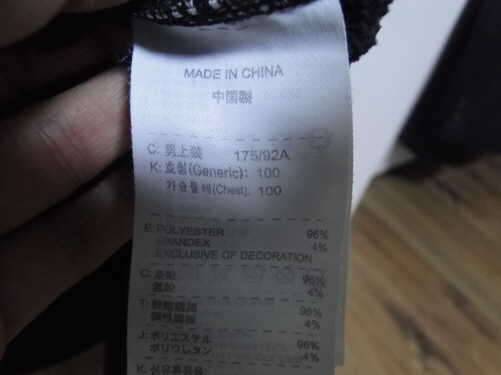 MADE IN CHINA
中國製
C: 男上裝 175/92A
K: 호칭(Generic): 100
가슴둘레(Chest): 100
E: POLYESTER 96%
SPANDEX 4%
EXCLUSIVE OF DECORATION
C: 96%
4%
T: 96%
4%
J: ポリエステル 96%
ポリウレタン 4%
K: